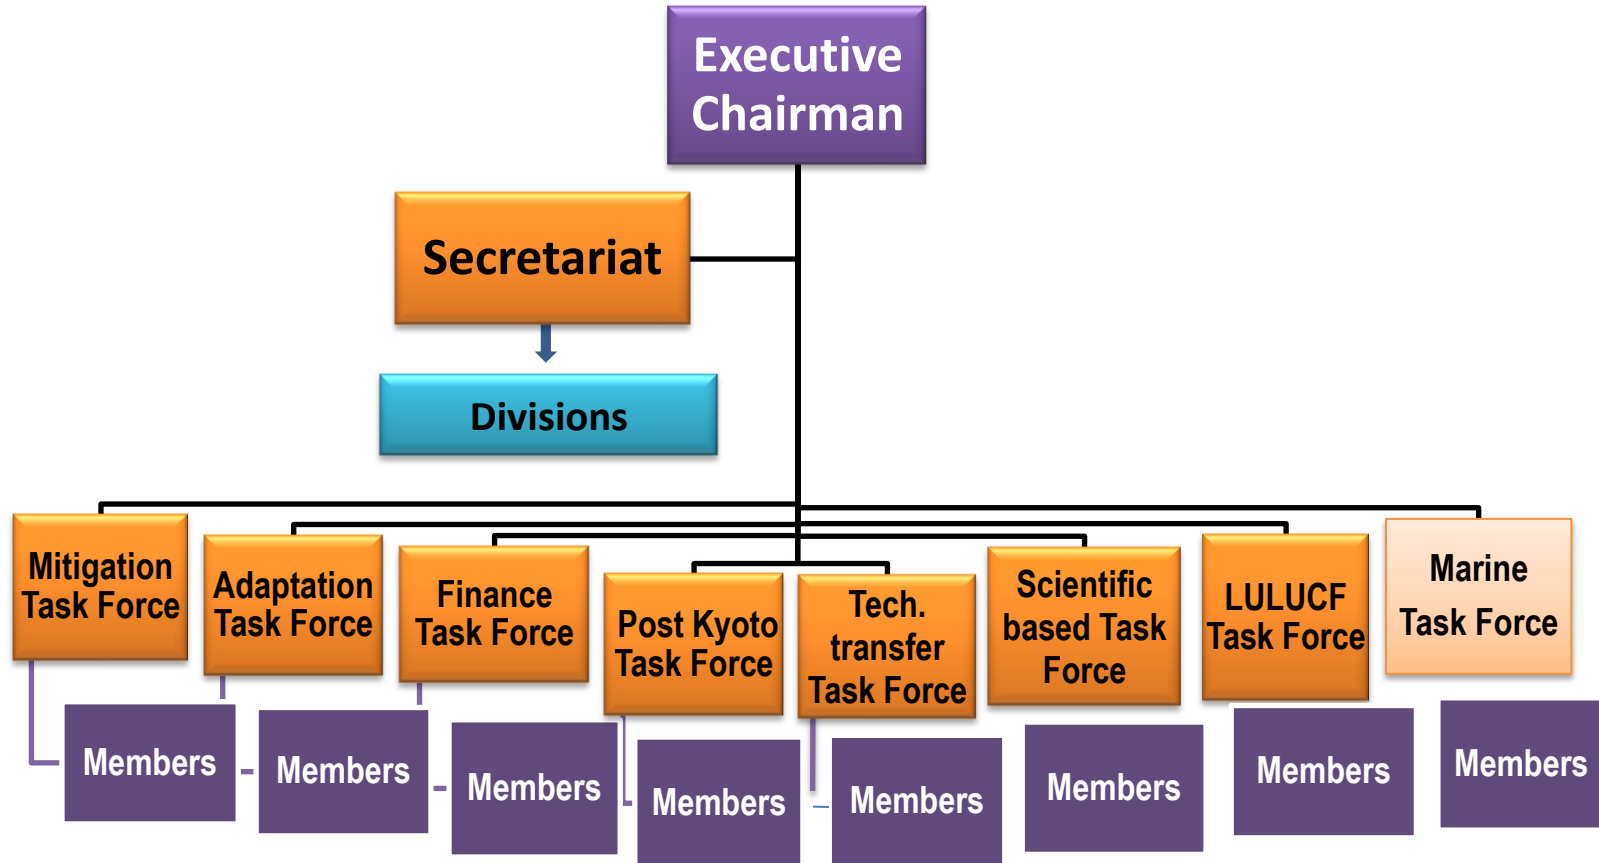 Executive
Chairman
Secretariat
Divisions
Mitigation
Task Force
Adaptation
Task Force
Finance
Task Force
Post Kyoto
Task Force
Tech.
transfer
Task Force
Scientific
based Task
Force
LULUCF
Task Force
Marine
Task Force
Members
Members
Members
Members
Members
Members
Members
Members